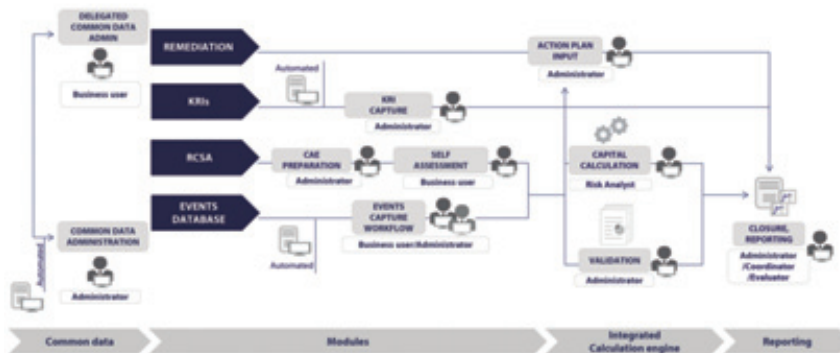 DELEGATED
COMMON DATA
ADMIN
Business user
REMEDIATION
ACTION PLAN
INPUT
Administrator
Automated
KRIs
KRI
CAPTURE
Administrator
RCSA
CAE
PREPARATION
Administrator
SELF
ASSESSMENT
Business user
CAPITAL
CALCULATION
Risk Analyst
EVENTS
DATABASE
Automated
EVENTS
CAPTURE
WORKFLOW
Business user/Administrator
VALIDATION
Administrator
CLOSURE,
REPORTING
Administrator
/Coordinator
/Evaluator
COMMON DATA
ADMINISTRATION
Automated
Administrator
Common data
Modules
Integrated
Calculation engine
Reporting